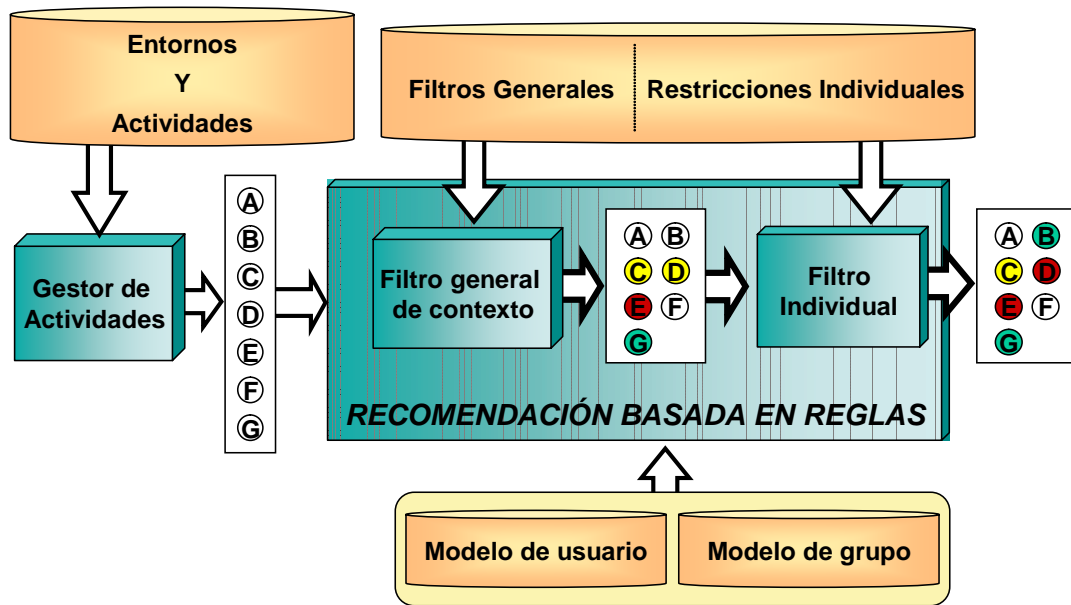 Entornos
Y
Actividades
Filtros Generales
Restricciones Individuales
Gestor de
Actividades
A
B
C
D
E
F
G
Filtro general
de contexto
A B
C D
E F
G
Filtro
Individual
A B
C D
E F
G
RECOMENDACIÓN BASADA EN REGLAS
Modelo de usuario
Modelo de grupo